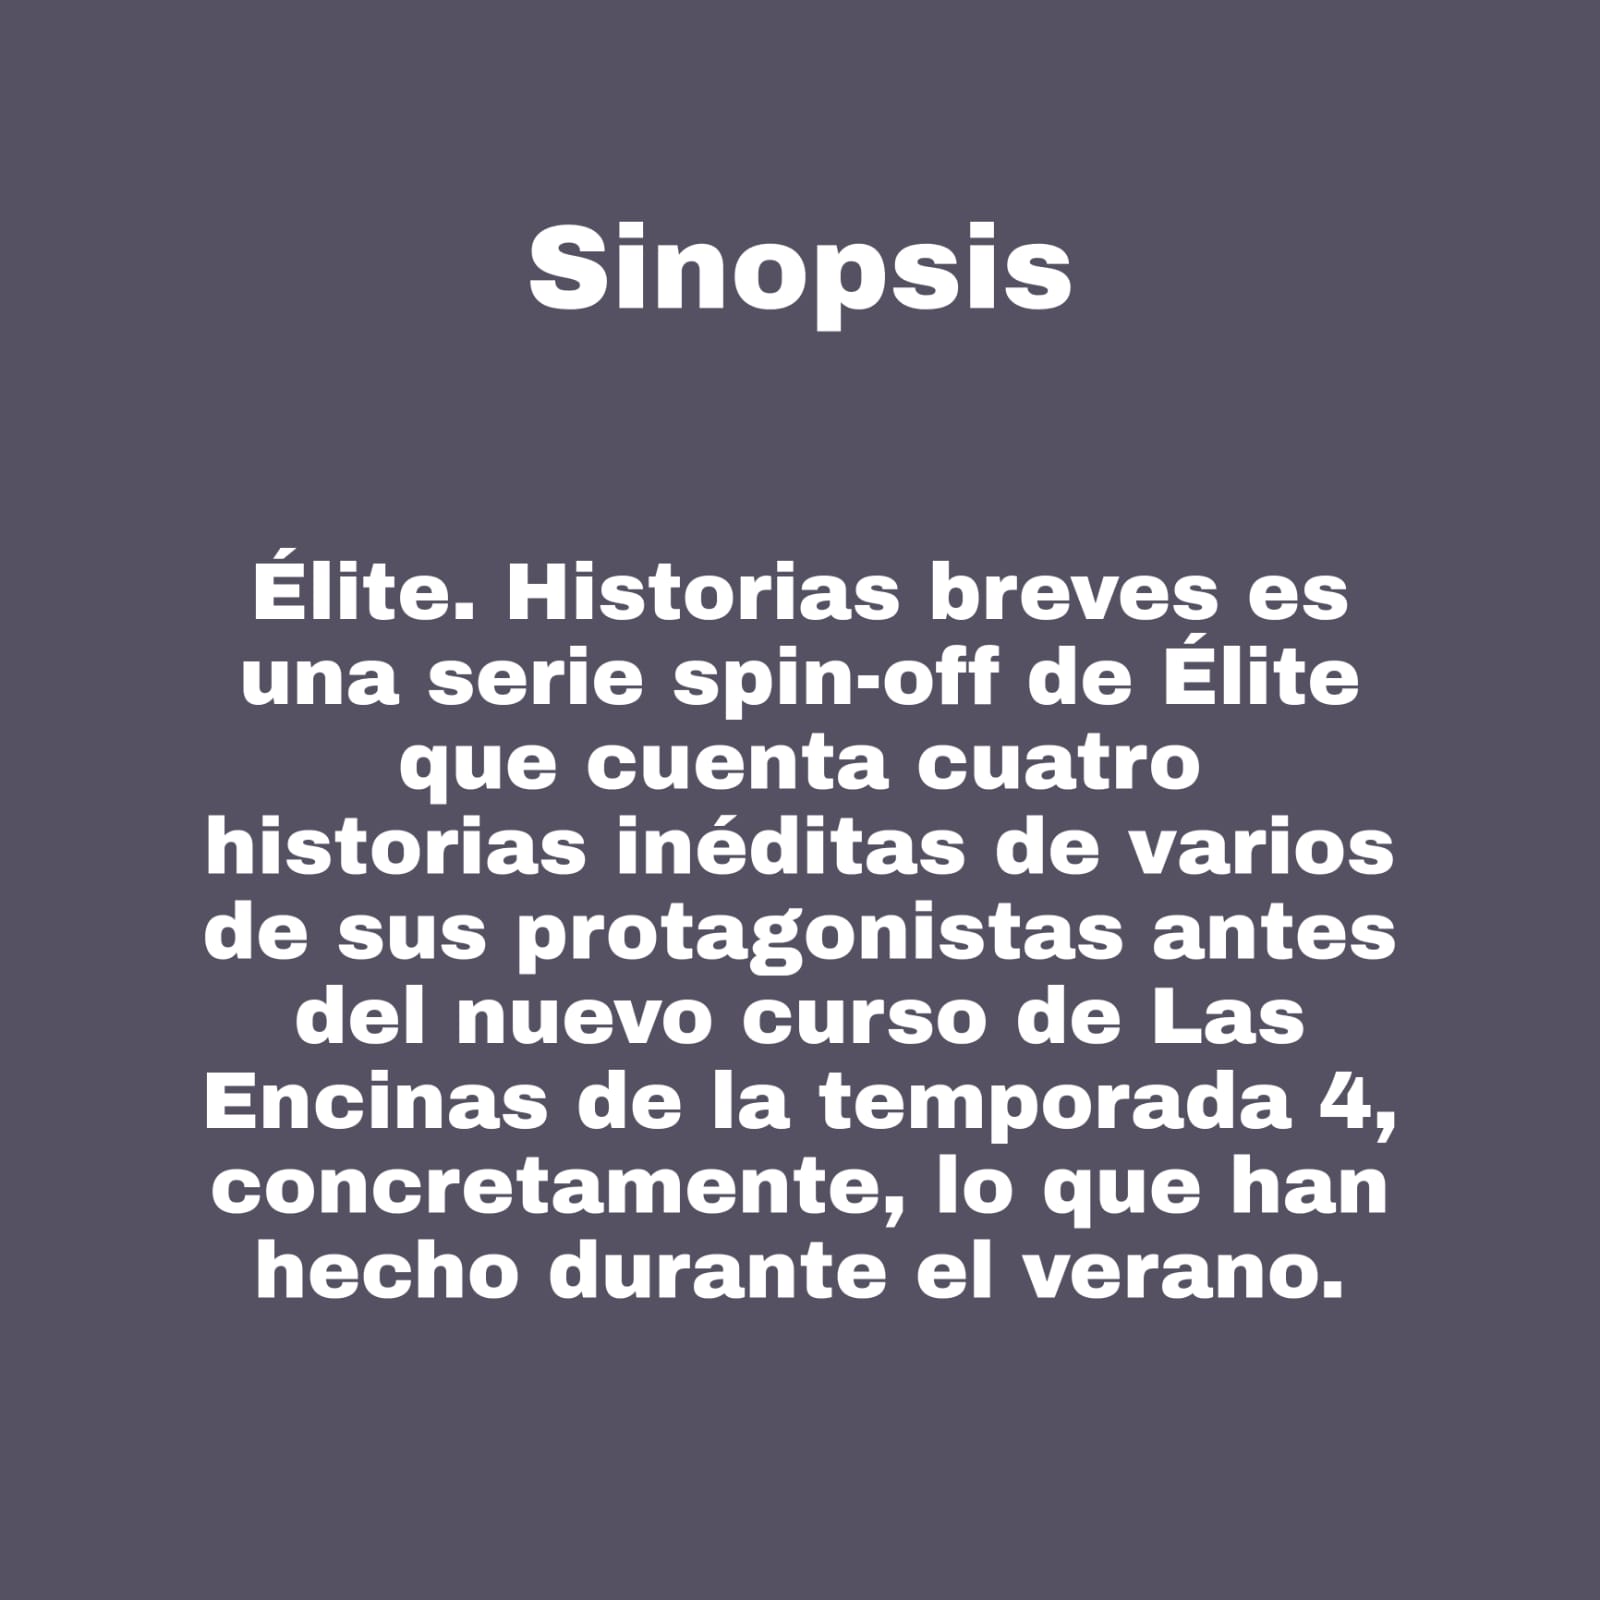 Sinopsis
Élite. Historias breves es
una serie spin-off de Élite
que cuenta cuatro
historias inéditas de varios
de sus protagonistas antes
del nuevo curso de Las
Encinas de la temporada 4,
concretamente, lo que han
hecho durante el verano.